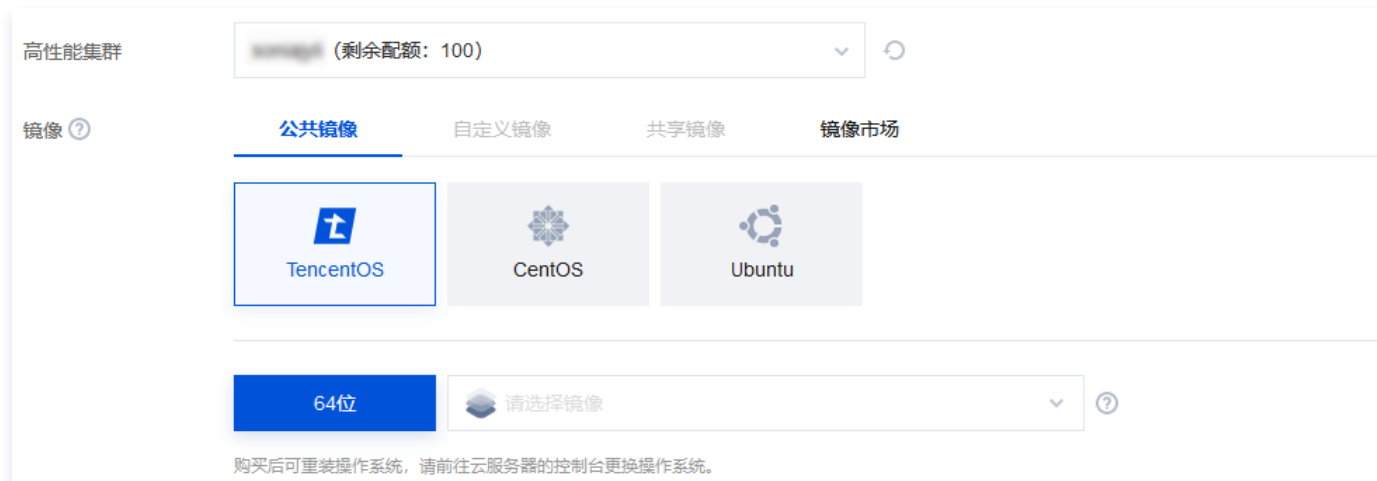 高性能集群
（剩余配额：100）
镜像
公共镜像 自定义镜像 共享镜像 镜像市场
TencentOS CentOS Ubuntu
64位 请选择镜像
购买后可重装操作系统，请前往云服务器的控制台更换操作系统。